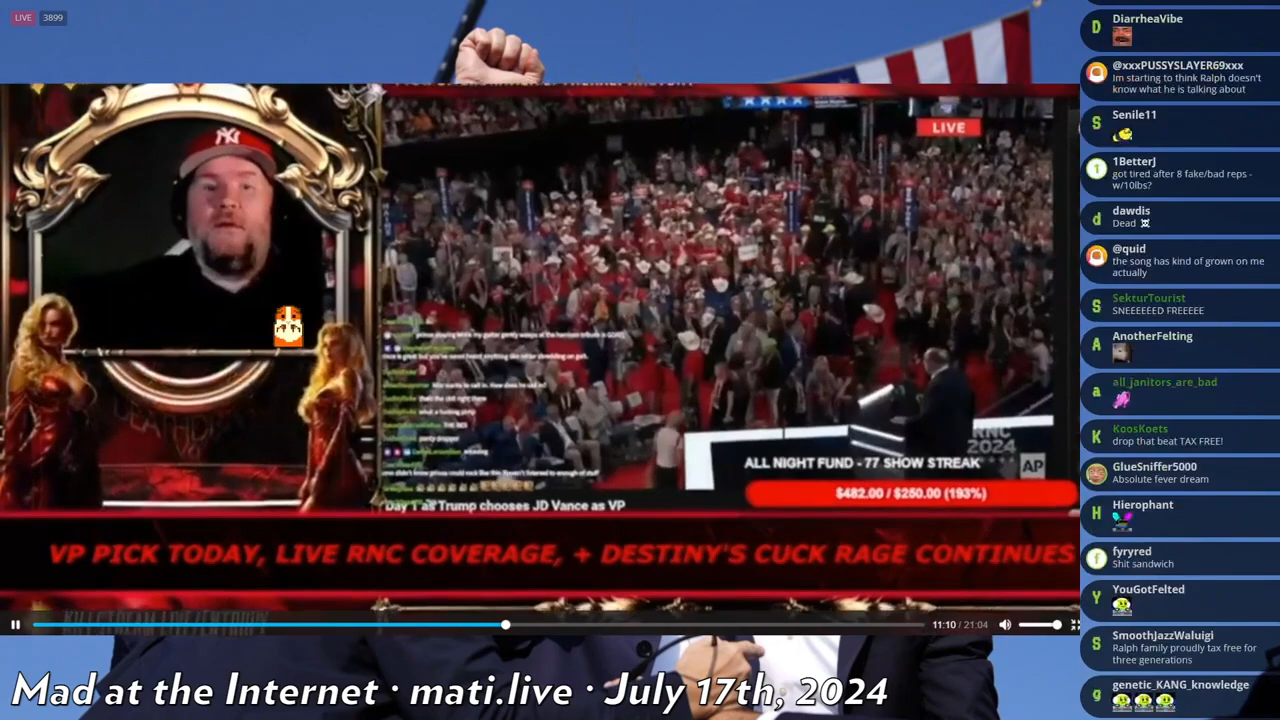 LIVE 3899
LIVE
ALL NIGHT FUND - 77 SHOW STREAK
RNC
2024
AP
$482.00 / $250.00 (193%)
Day 1 as Trump chooses JD Vance as VP
VP PICK TODAY, LIVE RNC COVERAGE, + DESTINY'S CUCK RAGE CONTINUES
11:10 / 21:04
Mad at the Internet · mati.live · July 17th, 2024
D
DiarrheaVibe
@xxxPUSSYSLAYER69xxx
Im starting to think Ralph doesn't
know what he is talking about
S
Senile11
1BetterJ
got tired after 8 fake/bad reps -
w/10lbs?
d
dawdis
Dead
@quid
the song has kind of grown on me
actually
S
SekturTourist
SNEEEEEED FREEEEE
A
AnotherFelting
a
all_janitors_are_bad
K
KoosKoets
drop that beat TAX FREE!
GlueSniffer5000
Absolute fever dream
H
Hierophant
f
fyryred
Shit sandwich
Y
YouGotFelted
S
SmoothJazzWaluigi
Ralph family proudly tax free for
three generations
g
genetic_KANG_knowledge